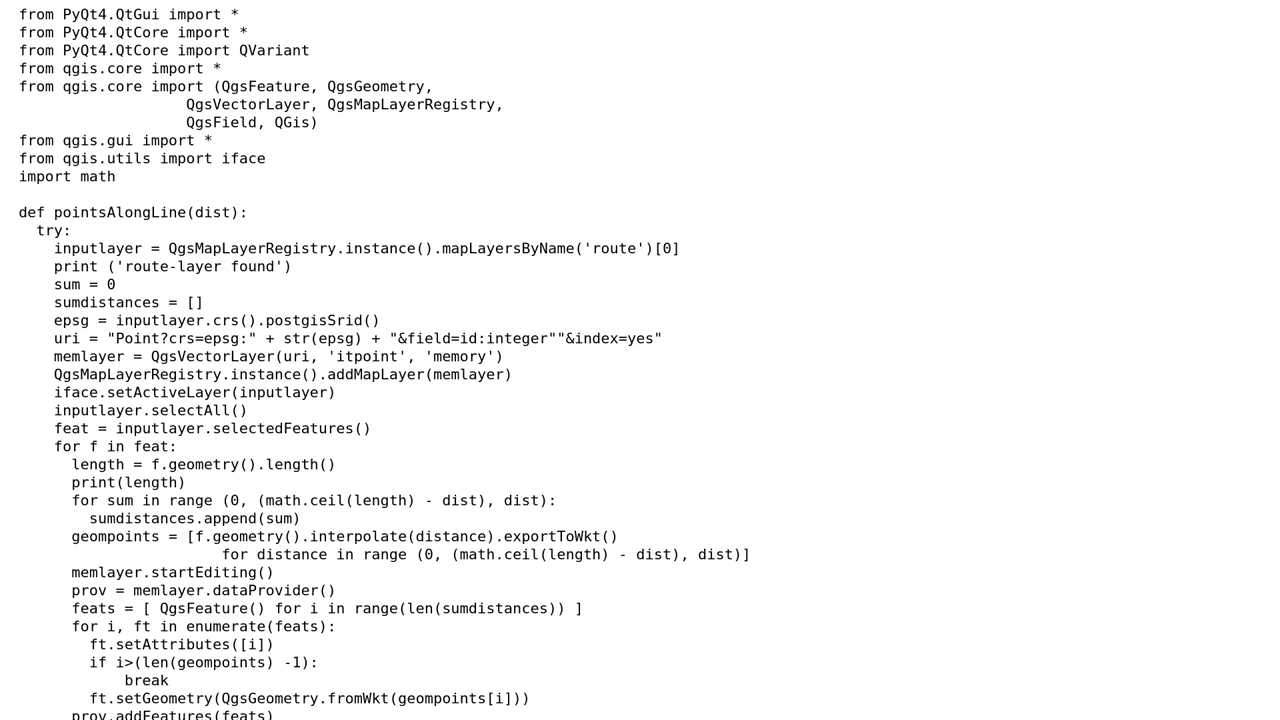 from PyQt4.QtGui import *
from PyQt4.QtCore import *
from PyQt4.QtCore import QVariant
from qgis.core import *
from qgis.core import (QgsFeature, QgsGeometry,
                   QgsVectorLayer, QgsMapLayerRegistry,
                   QgsField, QGis)
from qgis.gui import *
from qgis.utils import iface
import math

def pointsAlongLine(dist):
  try:
    inputlayer = QgsMapLayerRegistry.instance().mapLayersByName('route')[0]
    print ('route-layer found')
    sum = 0
    sumdistances = []
    epsg = inputlayer.crs().postgisSrid()
    uri = "Point?crs=epsg:" + str(epsg) + "&field=id:integer""&index=yes"
    memlayer = QgsVectorLayer(uri, 'itpoint', 'memory')
    QgsMapLayerRegistry.instance().addMapLayer(memlayer)
    iface.setActiveLayer(inputlayer)
    inputlayer.selectAll()
    feat = inputlayer.selectedFeatures()
    for f in feat:
      length = f.geometry().length()
      print(length)
      for sum in range (0, (math.ceil(length) - dist), dist):
        sumdistances.append(sum)
      geompoints = [f.geometry().interpolate(distance).exportToWkt()
                       for distance in range (0, (math.ceil(length) - dist), dist)]
      memlayer.startEditing()
      prov = memlayer.dataProvider()
      feats = [ QgsFeature() for i in range(len(sumdistances)) ]
      for i, ft in enumerate(feats):
        ft.setAttributes([i])
        if i>(len(geompoints) -1):
            break
        ft.setGeometry(QgsGeometry.fromWkt(geompoints[i]))
      prov.addFeatures(feats)